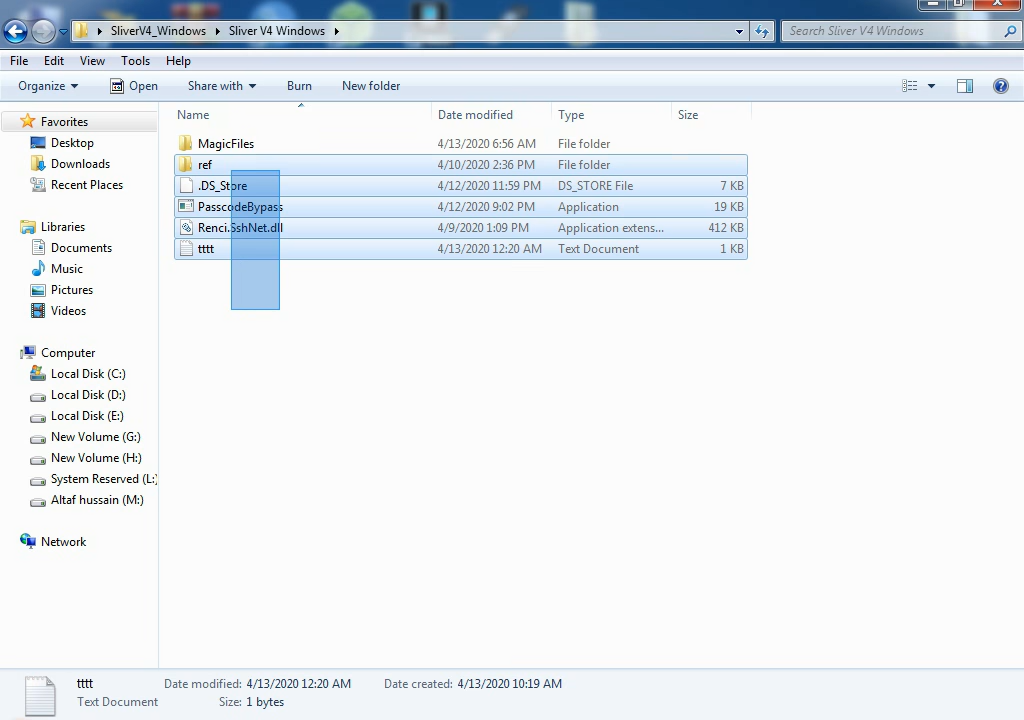 SliverV4_Windows Sliver V4 Windows Search Sliver V4 Windows
File Edit View Tools Help
Organize Open Share with Burn New folder
Name Date modified Type Size
MagicFiles 4/13/2020 6:56 AM File folder
ref 4/10/2020 2:36 PM File folder
.DS_Store 4/12/2020 11:59 PM DS_STORE File 7 KB
PasscodeBypass 4/12/2020 9:02 PM Application 19 KB
Renci.SshNet.dll 4/9/2020 1:09 PM Application extens... 412 KB
tttt 4/13/2020 12:20 AM Text Document 1 KB
Favorites
Desktop
Downloads
Recent Places
Libraries
Documents
Music
Pictures
Videos
Computer
Local Disk (C:)
Local Disk (D:)
Local Disk (E:)
New Volume (G:)
New Volume (H:)
System Reserved (L:)
Altaf hussain (M:)
Network
tttt Date modified: 4/13/2020 12:20 AM Date created: 4/13/2020 10:19 AM
Text Document Size: 1 bytes